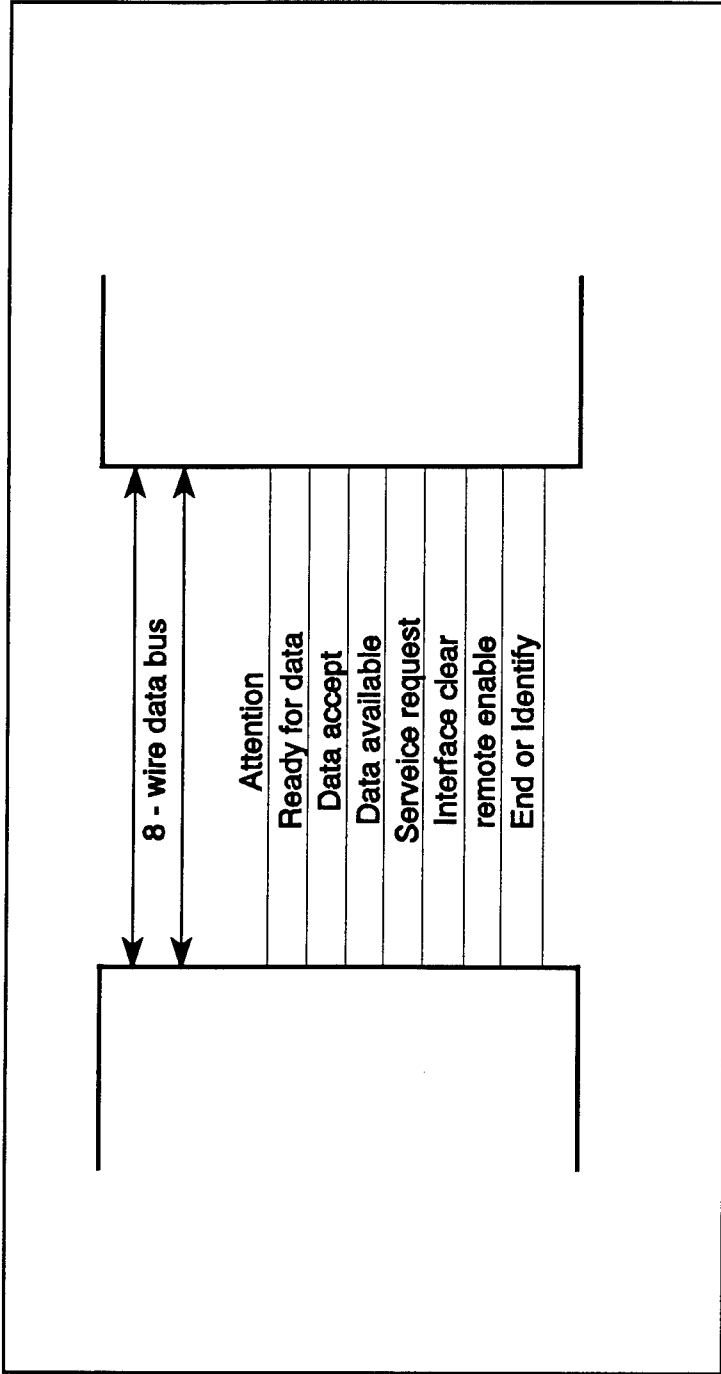 8 - wire data bus
Attention
Ready for data
Data accept
Data available
Serveice request
Interface clear
remote enable
End or Identify